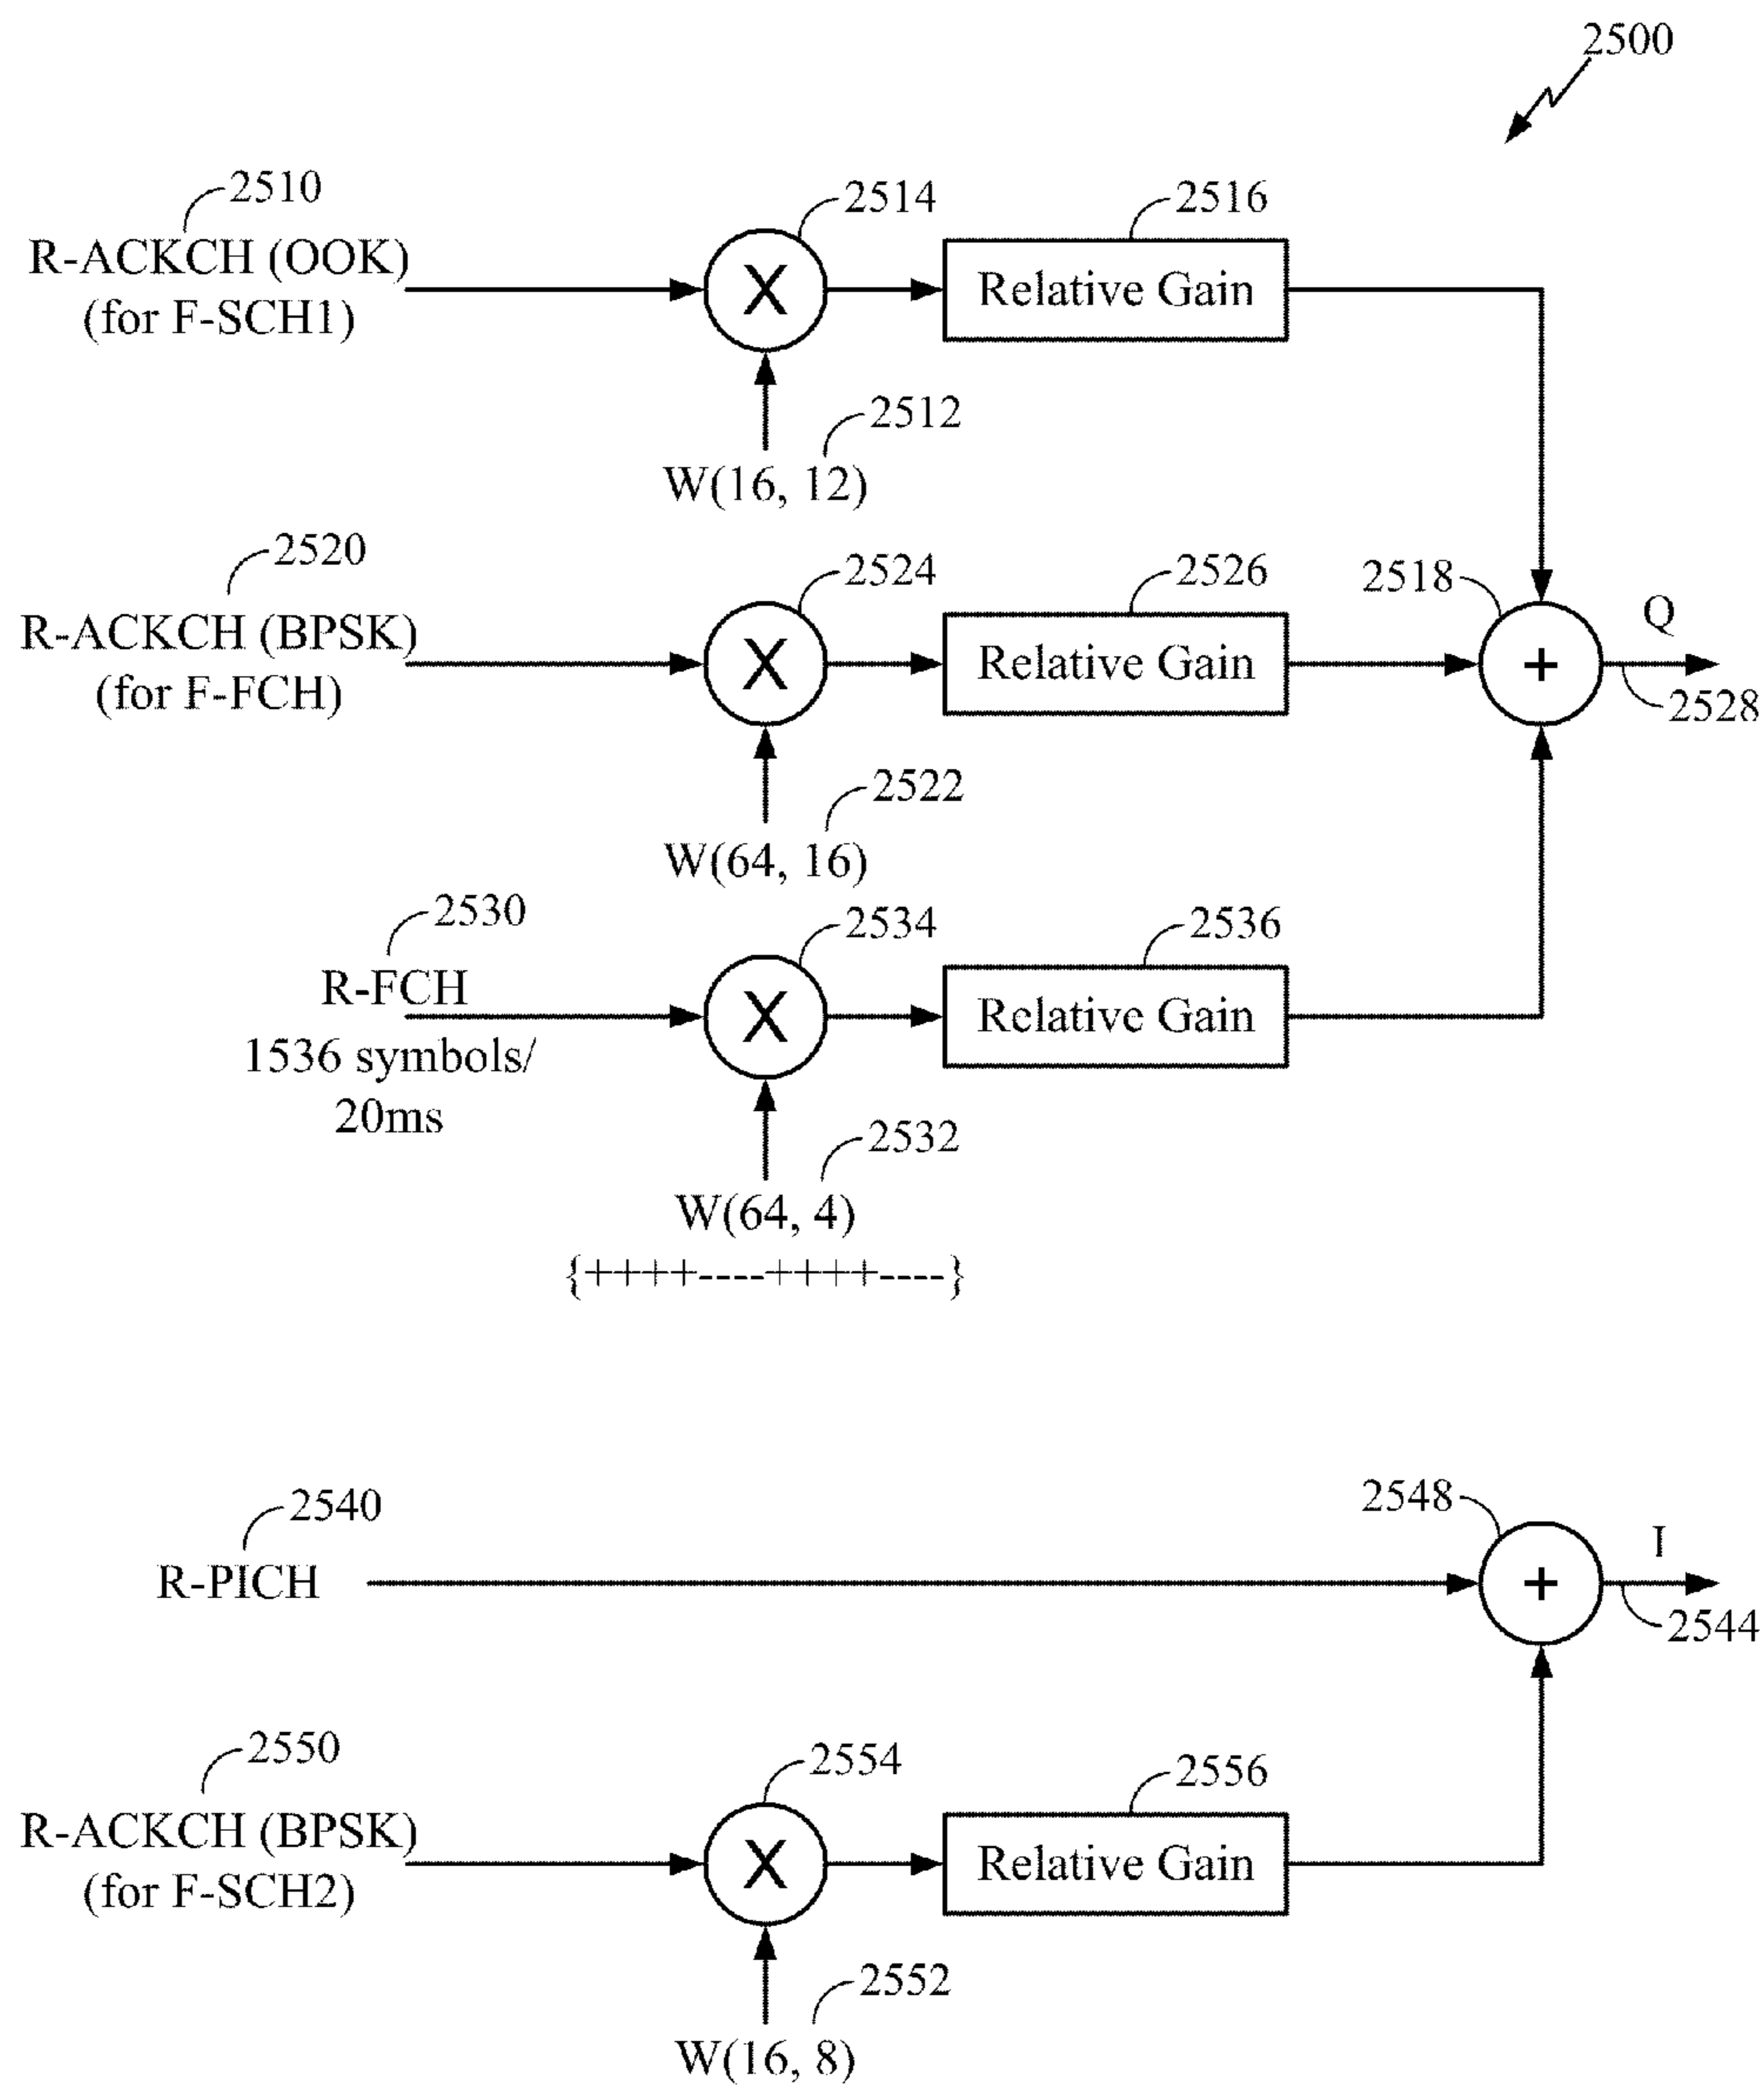 2500
2510
R-ACKCH (OOK)
(for F-SCH1)
2514
X
2516
Relative Gain
2512
W(16, 12)
2520
R-ACKCH (BPSK)
(for F-FCH)
2524
X
2526
Relative Gain
2518
+
Q
2528
2522
W(64, 16)
2530
R-FCH
1536 symbols/
20ms
2534
X
2536
Relative Gain
2532
W(64, 4)
{++++----++++----}
2540
R-PICH
2548
+
I
2544
2550
R-ACKCH (BPSK)
(for F-SCH2)
2554
X
2556
Relative Gain
2552
W(16, 8)